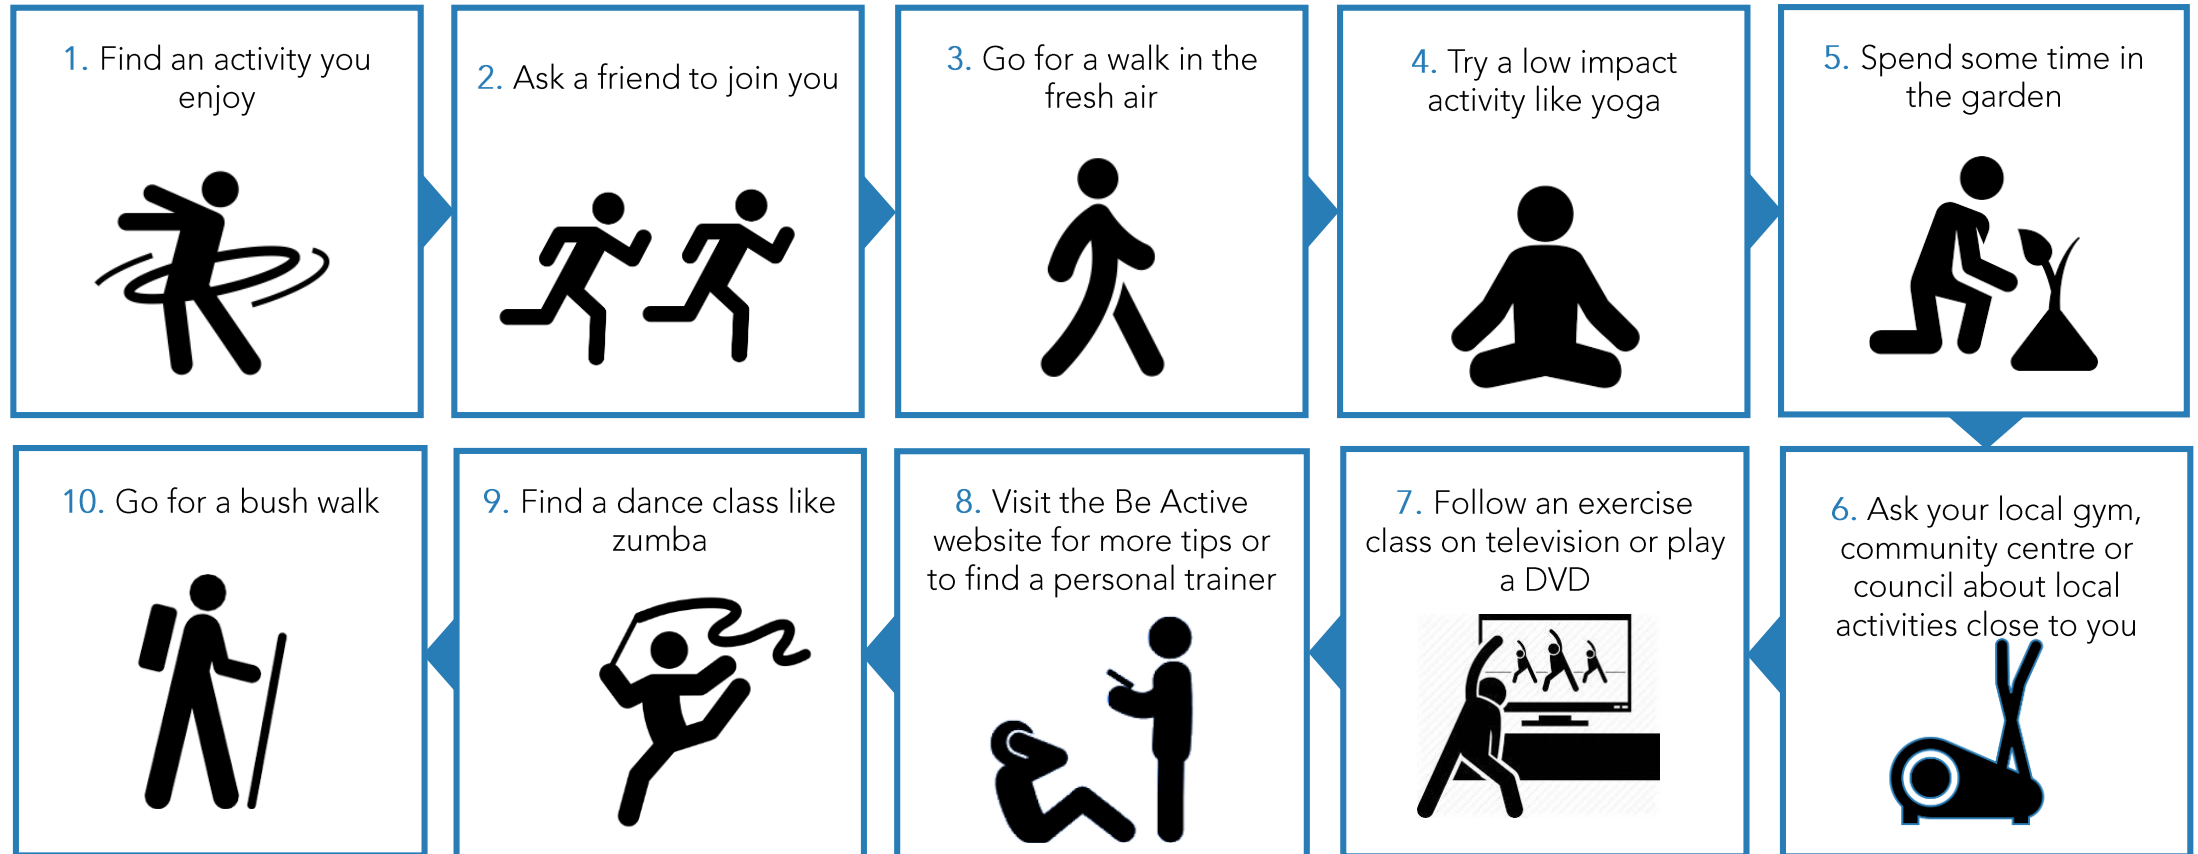 1. Find an activity you
enjoy
2. Ask a friend to join you
3. Go for a walk in the
fresh air
4. Try a low impact
activity like yoga
5. Spend some time in
the garden
6. Ask your local gym,
community centre or
council about local
activities close to you
7. Follow an exercise
class on television or play
a DVD
8. Visit the Be Active
website for more tips or
to find a personal trainer
9. Find a dance class like
zumba
10. Go for a bush walk